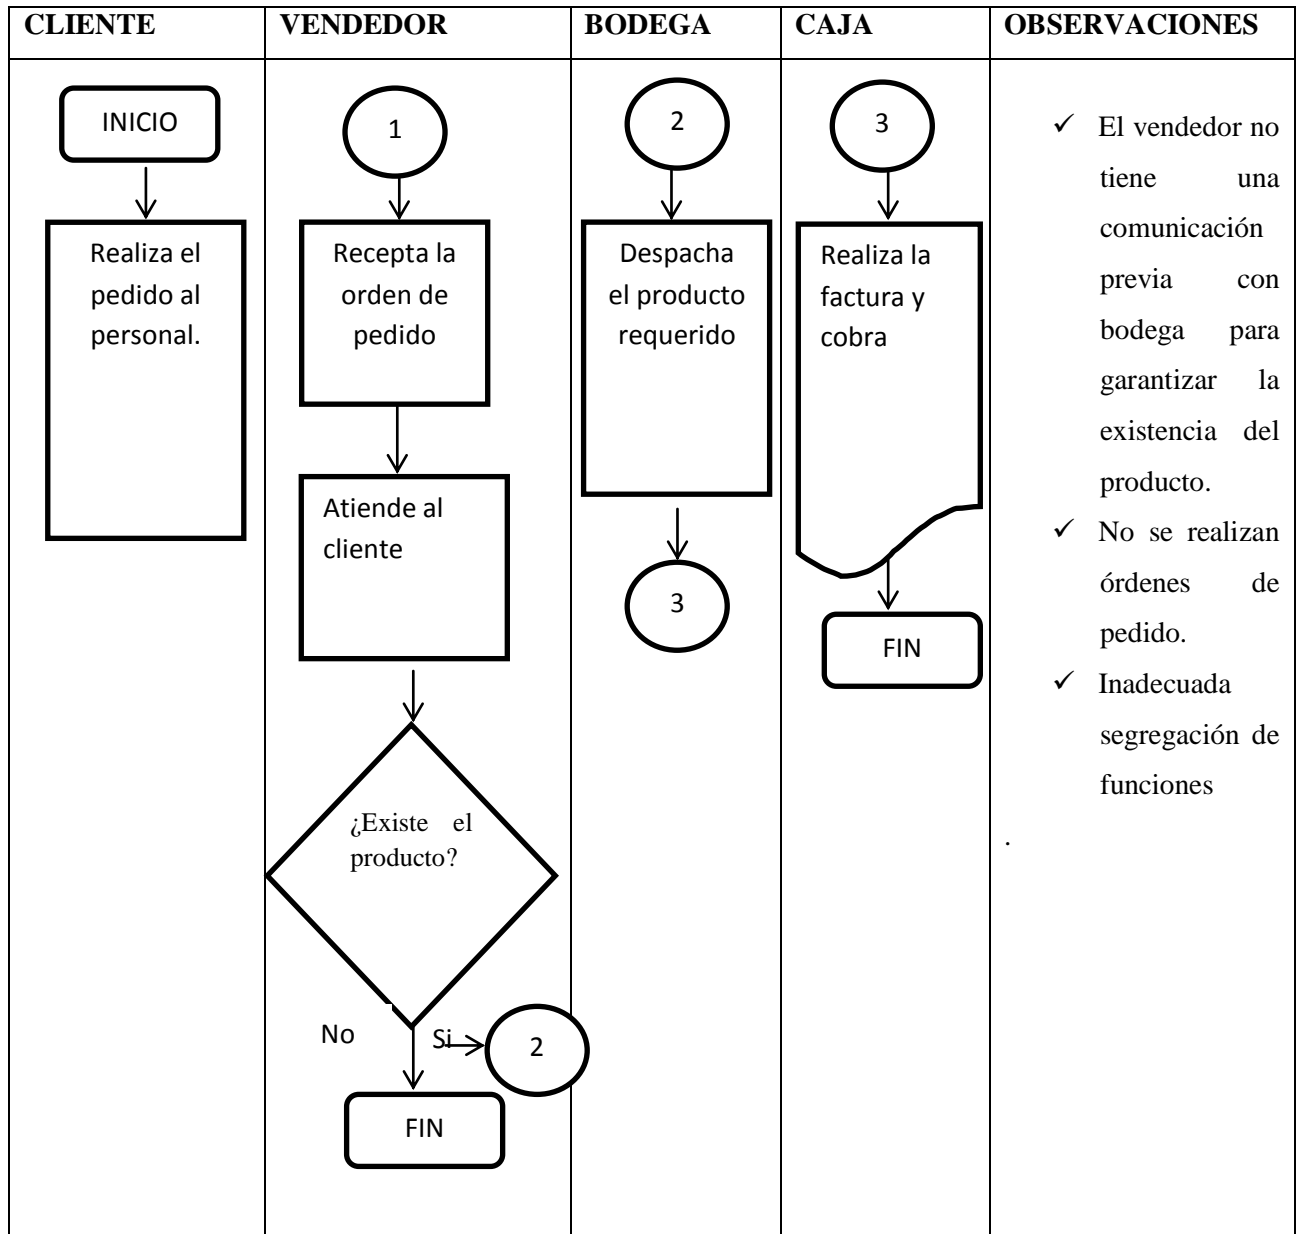 CLIENTE
VENDEDOR
BODEGA
CAJA
OBSERVACIONES
INICIO
Realiza el
pedido al
personal.
1
Recepta la
orden de
pedido
Atiende al
cliente
¿Existe el
producto?
No
Si
2
FIN
2
Despacha
el producto
requerido
3
3
Realiza la
factura y
cobra
FIN
✓ El vendedor no
tiene una
comunicación
previa con
bodega para
garantizar la
existencia del
producto.
✓ No se realizan
órdenes de
pedido.
✓ Inadecuada
segregación de
funciones
.